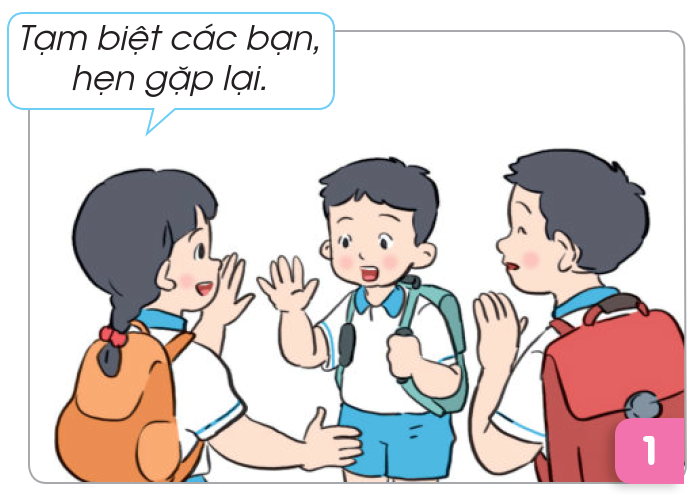 Tạm biệt các bạn,
hẹn gặp lại.
1